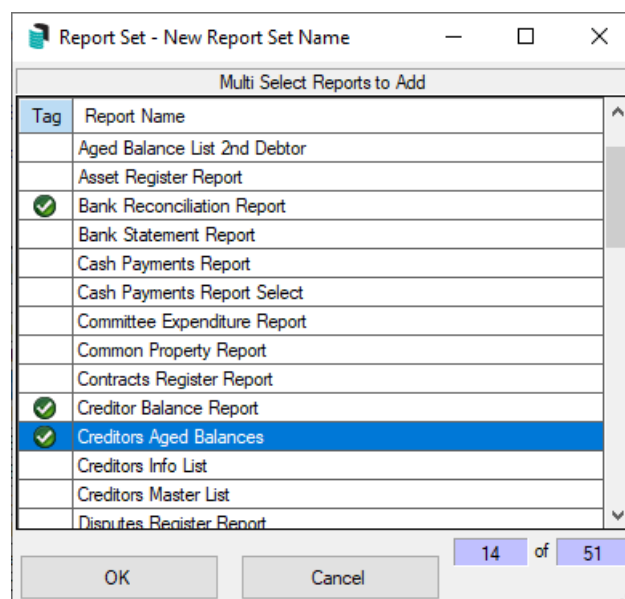 Report Set - New Report Set Name
Multi Select Reports to Add
Tag Report Name
Aged Balance List 2nd Debtor
Asset Register Report
Bank Reconciliation Report
Bank Statement Report
Cash Payments Report
Cash Payments Report Select
Committee Expenditure Report
Common Property Report
Contracts Register Report
Creditor Balance Report
Creditors Aged Balances
Creditors Info List
Creditors Master List
Disputes Register Report
14 of 51
OK Cancel